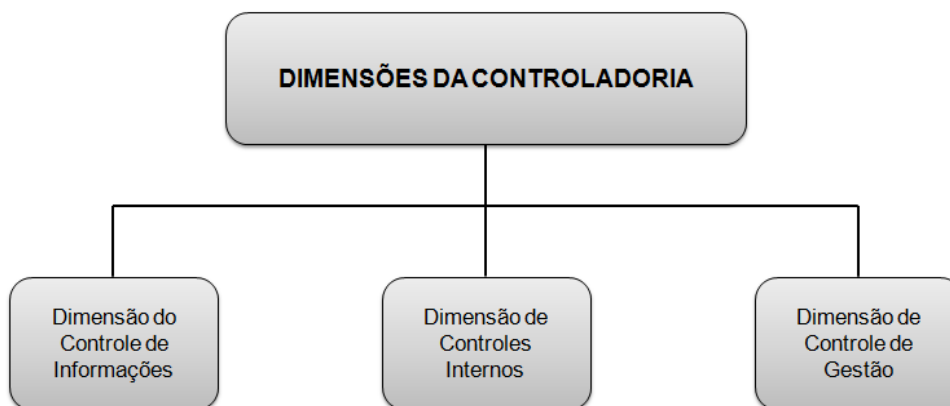 DIMENSÕES DA CONTROLADORIA
Dimensão do
Controle de
Informações
Dimensão de
Controles
Internos
Dimensão de
Controle de
Gestão